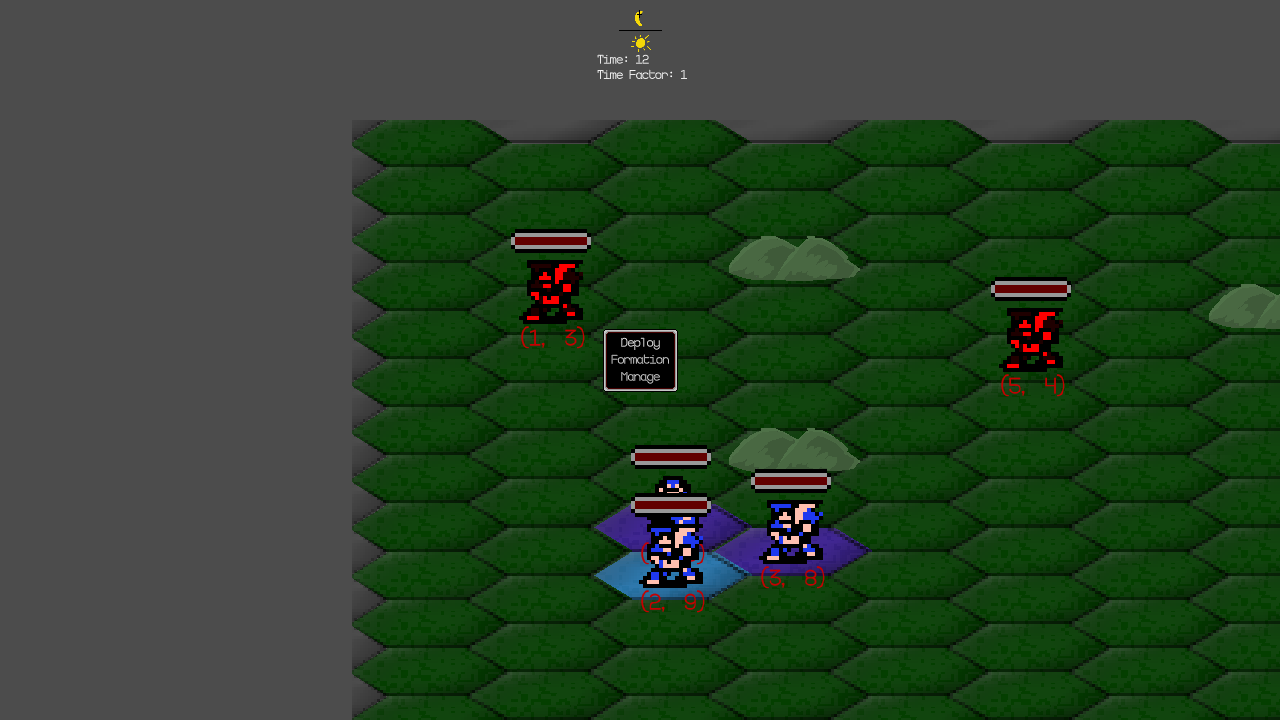 Time: 12
Time Factor: 1
(1, 3)
Deploy
Formation
Manage
(5, 4)
(3, 8)
(2, 9)